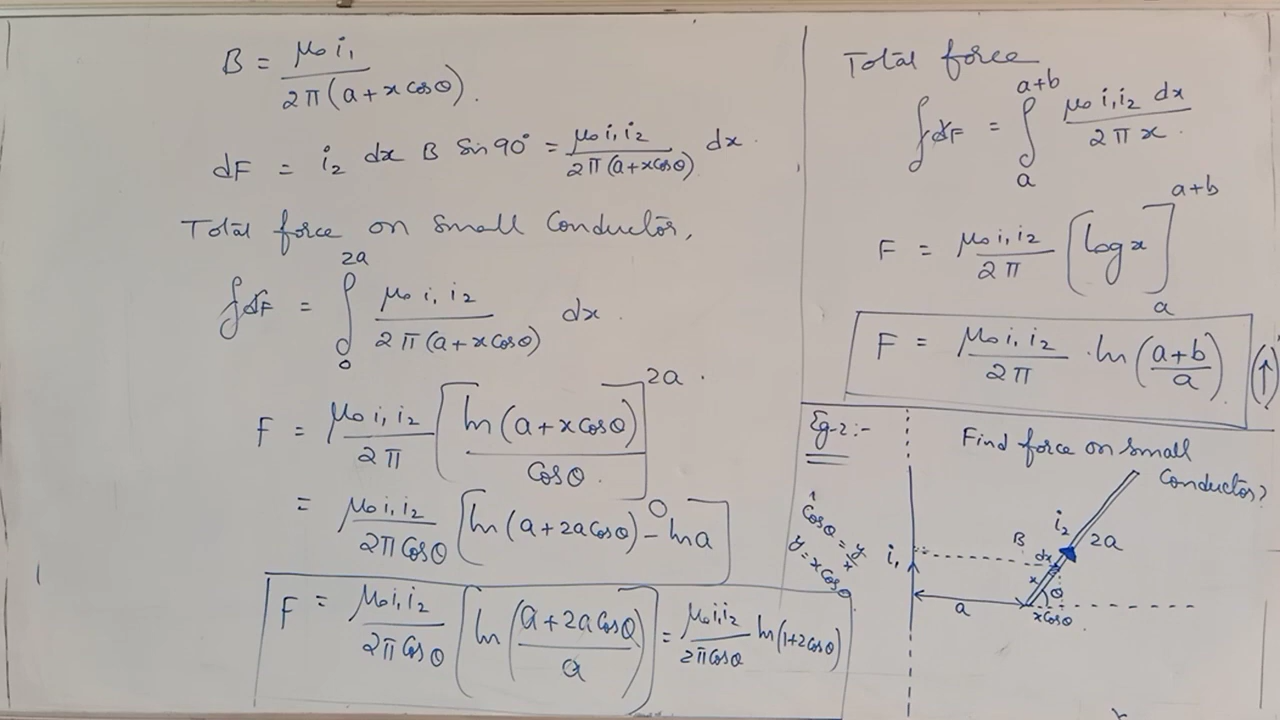 B = μ₀ i₁ / 2π(a + x cosθ).
dF = i₂ dx B Sin 90° = μ₀ i₁ i₂ / 2π(a+xcosθ) dx.
Total force on small Conductor,
∫dF = ∫₀^2a μ₀ i₁ i₂ / 2π(a+xcosθ) dx.
F = μ₀ i₁ i₂ / 2π [ln(a+xcosθ) / Cosθ.]₀^2a.
= μ₀ i₁ i₂ / 2π Cosθ [ln(a+2a Cosθ) − ln a]
F = μ₀ i₁ i₂ / 2π Cosθ (ln(a+2a Cosθ / a)) = μ₀ i₁ i₂ / 2π Cosθ ln(1+2Cosθ)
Total force
∫dF = ∫ₐ^a+b μ₀ i₁ i₂ dx / 2π x.
F = μ₀ i₁ i₂ / 2π [log x]ₐ^a+b
F = μ₀ i₁ i₂ / 2π · ln(a+b / a). (↑)
Eg-2:-
Find force on small
Conductor?
Cosθ = y/x
y = x Cosθ
i₁
B
i₂
2a
dx
x
θ
a
xcosθ